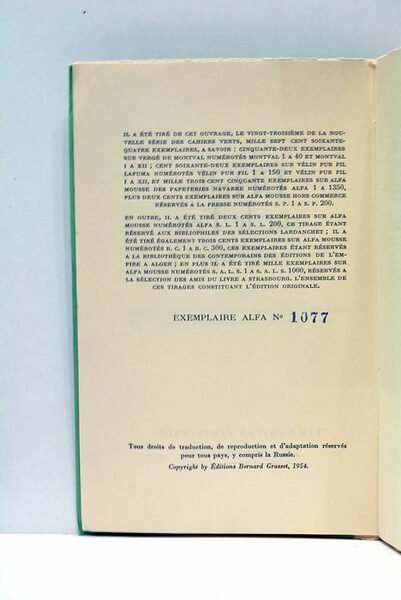 IL A ÉTÉ TIRÉ DE CET OUVRAGE, LE VINGT-TROISIÈME DE LA NOU-
VELLE SÉRIE DES CAHIERS VERTS, MILLE SEPT CENT SOIXANTE-
QUATRE EXEMPLAIRES, A SAVOIR : CINQUANTE-DEUX EXEMPLAIRES
SUR VERGÉ DE MONTVAL NUMÉROTÉS MONTVAL 1 A 40 ET MONTVAL
I A XII ; CENT SOIXANTE-DEUX EXEMPLAIRES SUR VÉLIN PUR FIL
LAFUMA NUMÉROTÉS VÉLIN PUR FIL 1 A 150 ET VÉLIN PUR FIL
I A XII, ET MILLE TROIS CENT CINQUANTE EXEMPLAIRES SUR ALFA
MOUSSE DES PAPETERIES NAVARRE NUMÉROTÉS ALFA 1 A 1350,
PLUS DEUX CENTS EXEMPLAIRES SUR ALFA MOUSSE HORS COMMERCE
RÉSERVÉS A LA PRESSE NUMÉROTÉS S. P. 1 A S. P. 200.
EN OUTRE, IL A ÉTÉ TIRÉ DEUX CENTS EXEMPLAIRES SUR ALFA
MOUSSE NUMÉROTÉS ALFA S. L. 1 A S. L. 200, CE TIRAGE ÉTANT
RÉSERVÉ AUX BIBLIOPHILES DES SÉLECTIONS LARDANCHET ; IL A
ÉTÉ TIRÉ ÉGALEMENT TROIS CENTS EXEMPLAIRES SUR ALFA MOUSSE
NUMÉROTÉS B. C. 1 A B. C. 300, CES EXEMPLAIRES ÉTANT RÉSERVÉS
A LA BIBLIOTHÈQUE DES CONTEMPORAINS DES ÉDITIONS DE L'EM-
PIRE A ALGER ; EN PLUS IL A ÉTÉ TIRÉ MILLE EXEMPLAIRES SUR
ALFA MOUSSE NUMÉROTÉS S. A. L. S. 1 A S. A. L. S. 1000, RÉSERVÉS A
LA SÉLECTION DES AMIS DU LIVRE A STRASBOURG. L'ENSEMBLE DE
CES TIRAGES CONSTITUANT L'ÉDITION ORIGINALE.
EXEMPLAIRE ALFA No 1077
Tous droits de traduction, de reproduction et d'adaptation réservés
pour tous pays, y compris la Russie.
Copyright by Éditions Bernard Grasset, 1954.